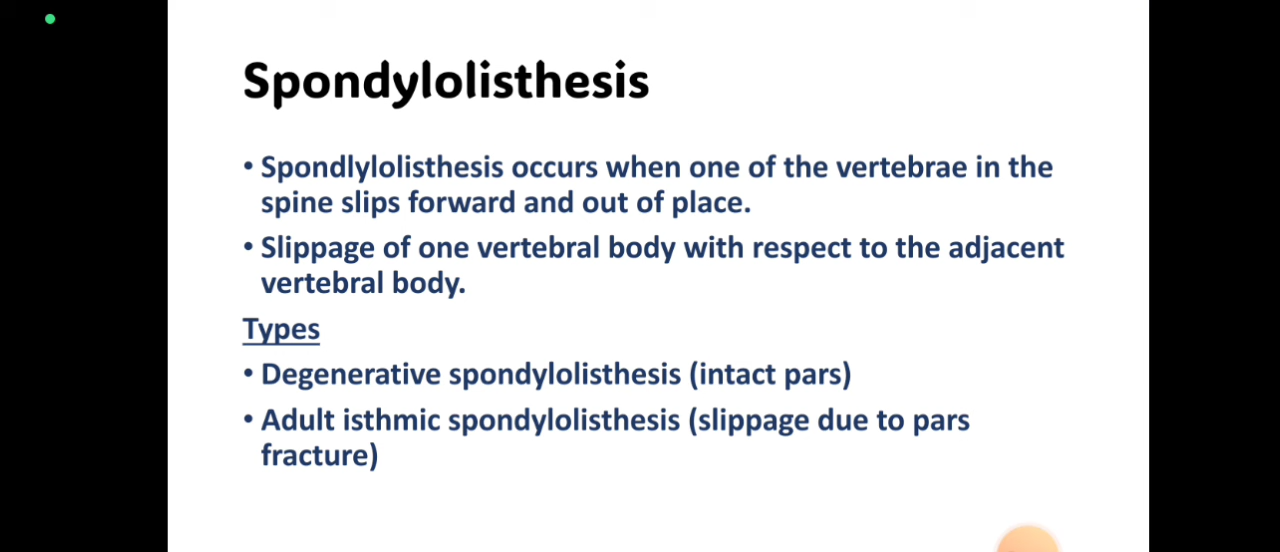 Spondylolisthesis
• Spondlylolisthesis occurs when one of the vertebrae in the
spine slips forward and out of place.
• Slippage of one vertebral body with respect to the adjacent
vertebral body.
Types
• Degenerative spondylolisthesis (intact pars)
• Adult isthmic spondylolisthesis (slippage due to pars
fracture)